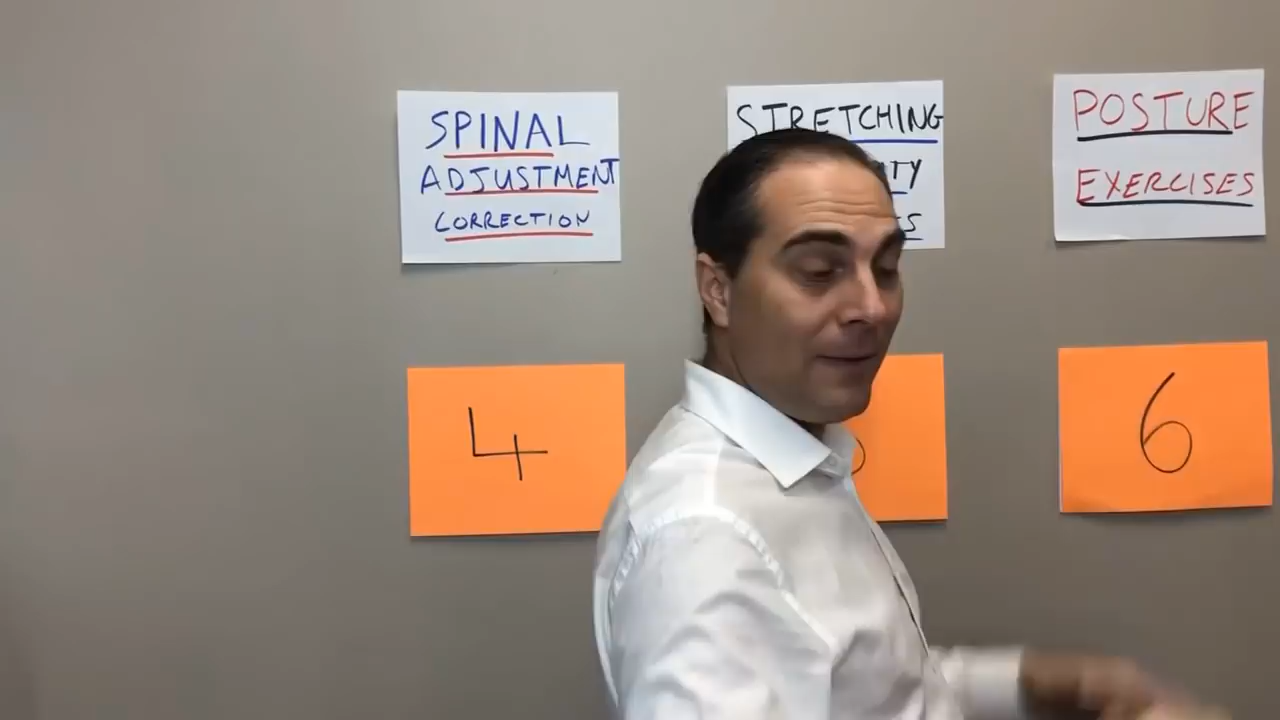 SPINAL
ADJUSTMENT
CORRECTION
STRETCHING
POSTURE
EXERCISES
4
6